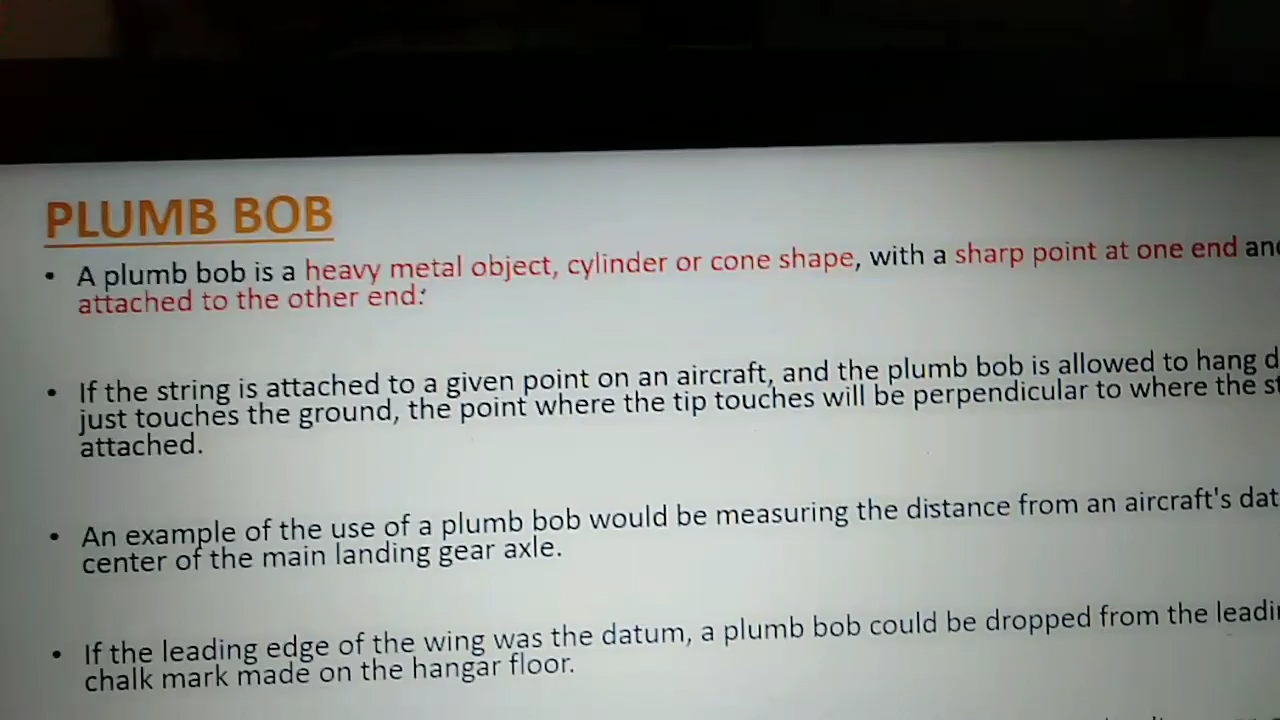 PLUMB BOB
• A plumb bob is a heavy metal object, cylinder or cone shape, with a sharp point at one end
attached to the other end.
• If the string is attached to a given point on an aircraft, and the plumb bob is allowed to hang
just touches the ground, the point where the tip touches will be perpendicular to where the
attached.
• An example of the use of a plumb bob would be measuring the distance from an aircraft's
center of the main landing gear axle.
• If the leading edge of the wing was the datum, a plumb bob could be dropped from the
chalk mark made on the hangar floor.